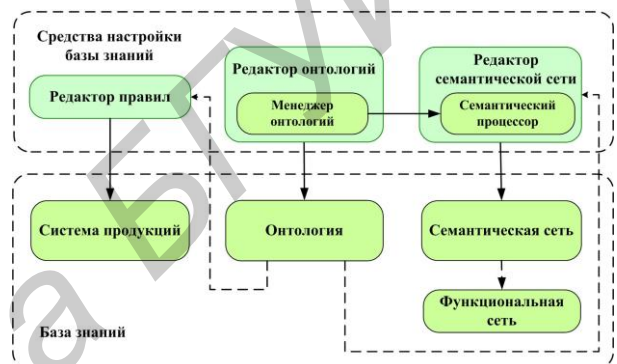 Средства настройки
базы знаний
Редактор правил
Редактор онтологий
Менеджер
онтологий
Редактор
семантической сети
Семантический
процессор
Система продукций
Онтология
Семантическая сеть
Функциональная
сеть
База знаний
а БГУ